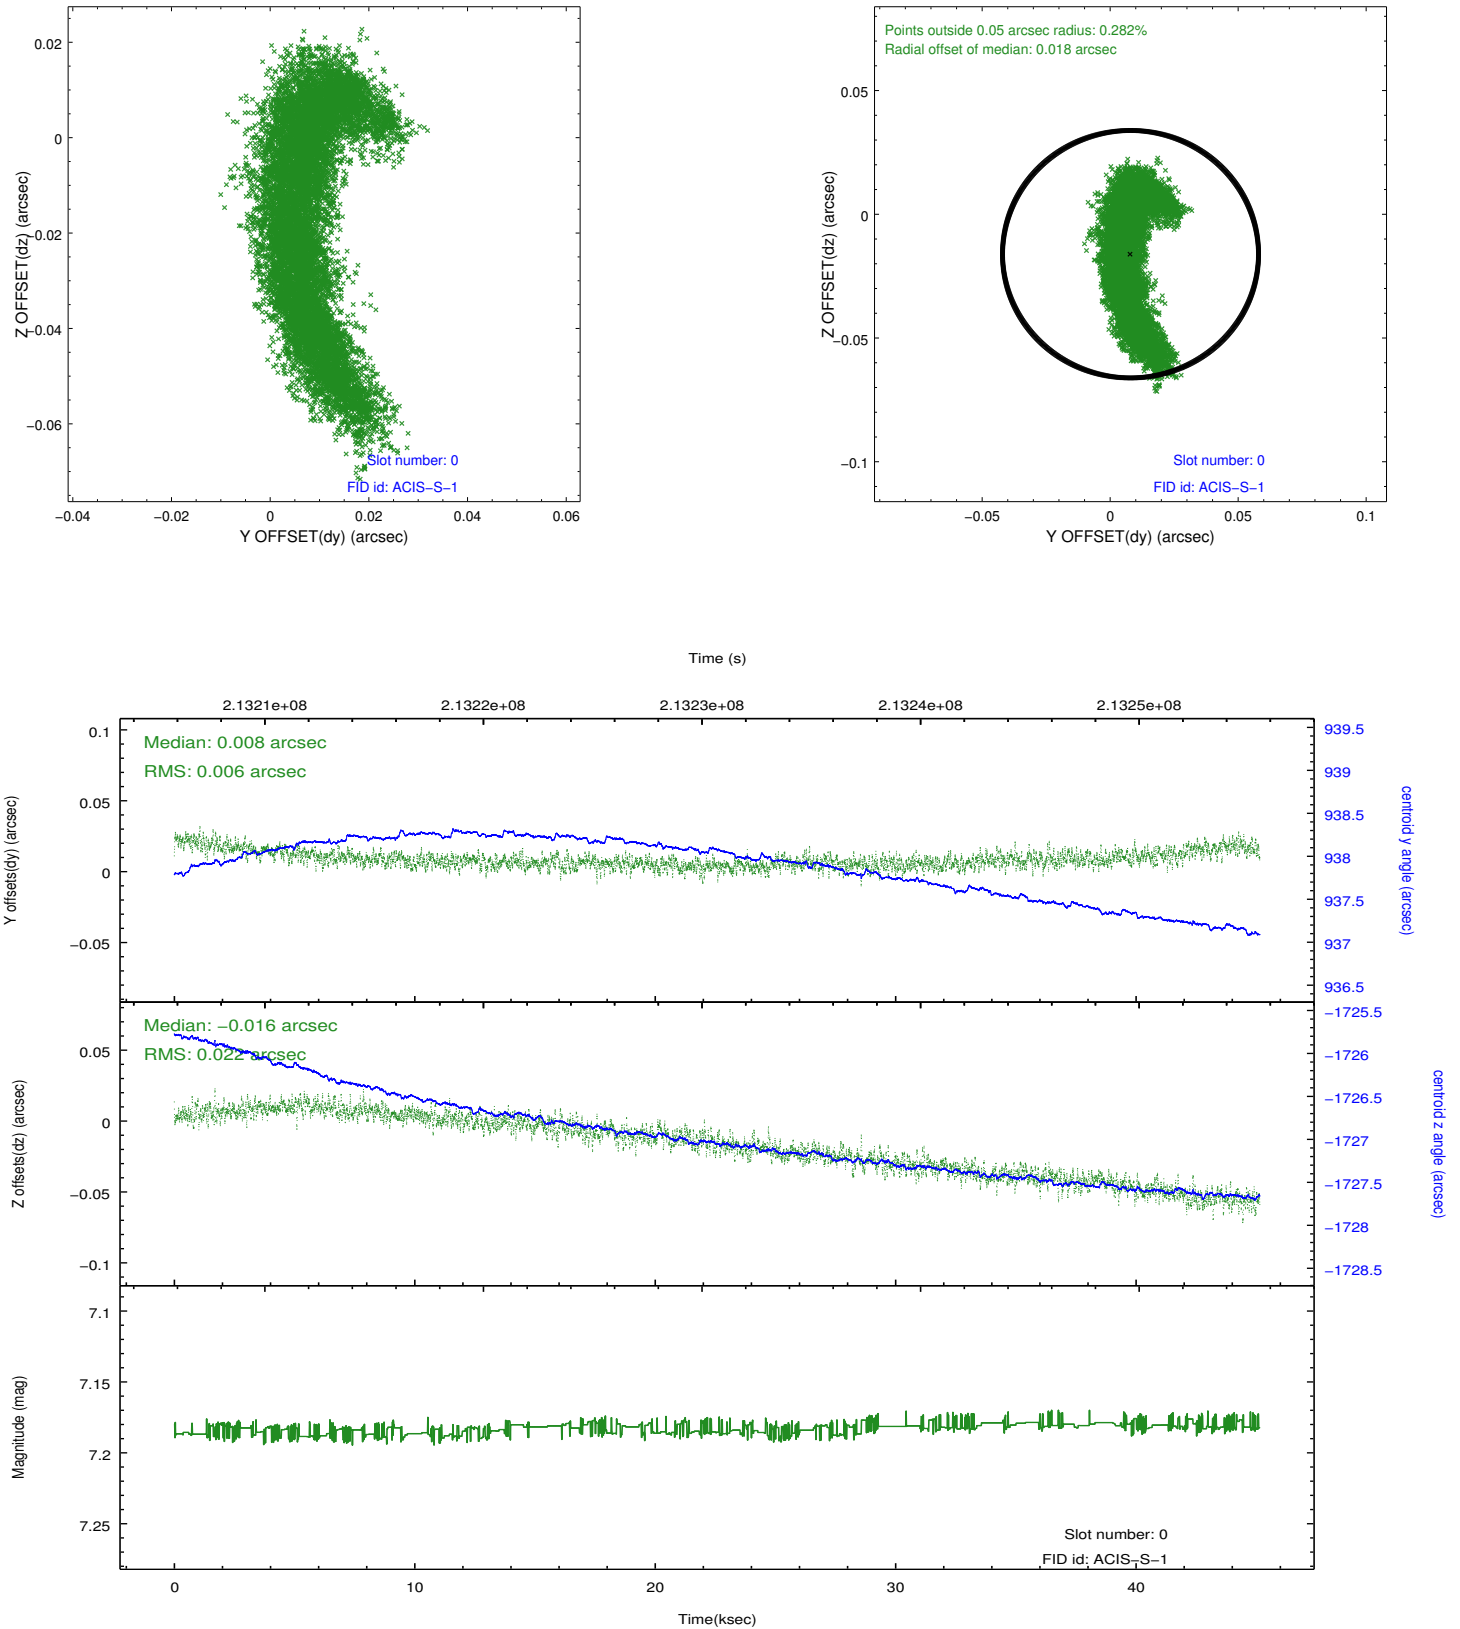 0.02
0
−0.02
−0.04
−0.06
Z OFFSET(dz) (arcsec)
Slot number: 0
FID id: ACIS−S−1
−0.04
−0.02
0
0.02
0.04
0.06
Y OFFSET(dy) (arcsec)
Points outside 0.05 arcsec radius: 0.282%
Radial offset of median: 0.018 arcsec
0.05
0
−0.05
−0.1
Z OFFSET(dz) (arcsec)
Slot number: 0
FID id: ACIS−S−1
−0.05
0
0.05
0.1
Y OFFSET(dy) (arcsec)
Time (s)
2.1321e+08
2.1322e+08
2.1323e+08
2.1324e+08
2.1325e+08
Median: 0.008 arcsec
RMS: 0.006 arcsec
0.1
0.05
0
−0.05
Y offsets(dy) (arcsec)
939.5
939
938.5
938
937.5
937
936.5
centroid y angle (arcsec)
Median: −0.016 arcsec
RMS: 0.022 arcsec
0.05
0
−0.05
−0.1
Z offsets(dz) (arcsec)
−1725.5
−1726
−1726.5
−1727
−1727.5
−1728
−1728.5
centroid z angle (arcsec)
7.1
7.15
7.2
7.25
Magnitude (mag)
Slot number: 0
FID id: ACIS−S−1
0
10
20
30
40
Time(ksec)